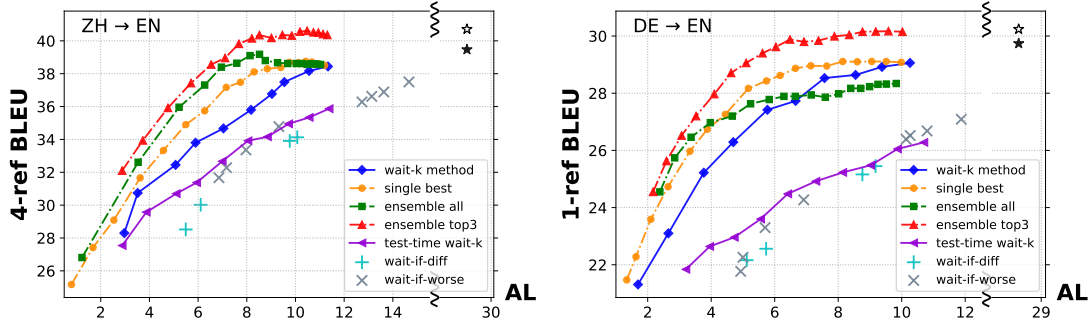 ZH → EN
4-ref BLEU
40
38
36
34
32
30
28
26
wait-k method
single best
ensemble all
ensemble top3
test-time wait-k
wait-if-diff
wait-if-worse
2 4 6 8 10 12 14 30
AL
DE → EN
1-ref BLEU
30
28
26
24
22
wait-k method
single best
ensemble all
ensemble top3
test-time wait-k
wait-if-diff
wait-if-worse
2 4 6 8 10 12 29
AL